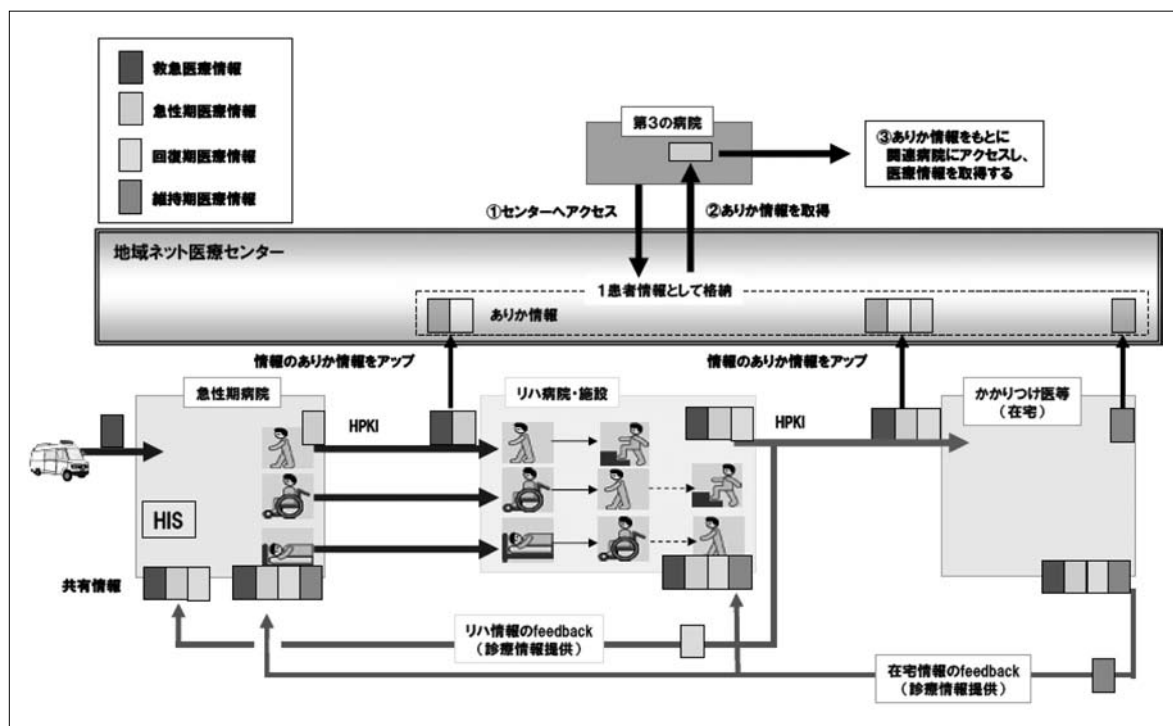 救急医療情報
急性期医療情報
回復期医療情報
維持期医療情報
第3の病院
③ありか情報をもとに
関連病院にアクセスし、
医療情報を取得する
①センターへアクセス
②ありか情報を取得
地域ネット医療センター
1患者情報として格納
ありか情報
情報のありか情報をアップ
情報のありか情報をアップ
急性期病院
リハ病院・施設
かかりつけ医等
(在宅)
HPKI
HPKI
HIS
共有情報
リハ情報のfeedback
(診療情報提供)
在宅情報のfeedback
(診療情報提供)